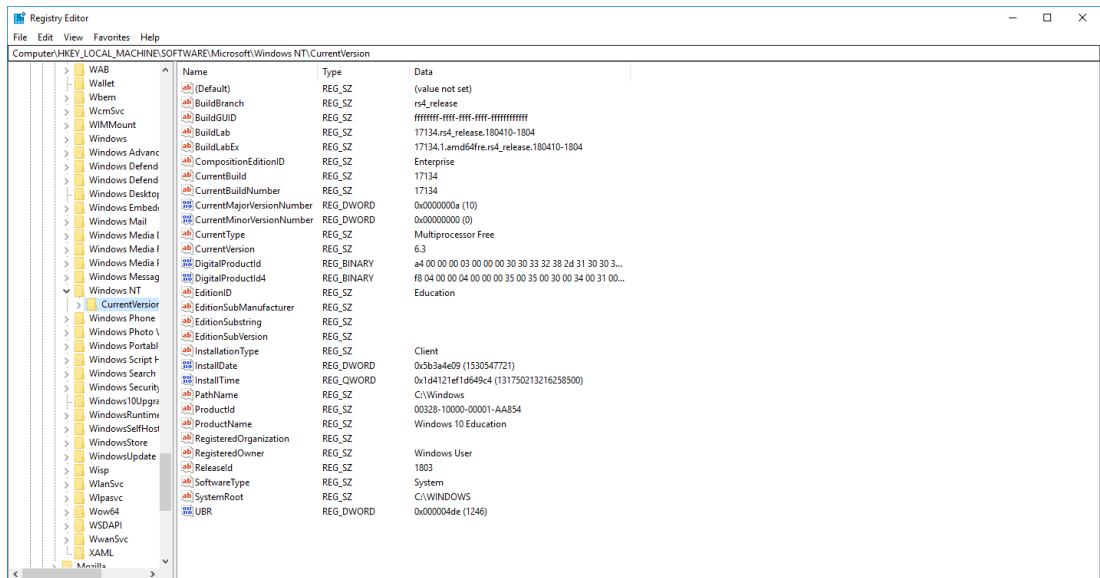 Registry Editor
File Edit View Favorites Help
Computer\HKEY_LOCAL_MACHINE\SOFTWARE\Microsoft\Windows NT\CurrentVersion
WAB
Wallet
Wbem
WcmSvc
WIMMount
Windows
Windows Advanc
Windows Defend
Windows Defend
Windows Desktop
Windows Embed
Windows Mail
Windows Media
Windows Media
Windows Media
Windows Messag
Windows NT
CurrentVersion
Windows Phone
Windows Photo
Windows Portabl
Windows Script H
Windows Search
Windows Security
Windows10Upgra
WindowsRuntime
WindowsSelfHost
WindowsStore
WindowsUpdate
Wisp
WlanSvc
Wlpasvc
Wow64
WSDAPI
WwanSvc
XAML
Mozilla
Name Type Data
(Default) REG_SZ (value not set)
BuildBranch REG_SZ rs4_release
BuildGUID REG_SZ ffffffff-ffff-ffff-ffff-ffffffffffff
BuildLab REG_SZ 17134.rs4_release.180410-1804
BuildLabEx REG_SZ 17134.1.amd64fre.rs4_release.180410-1804
CompositionEditionID REG_SZ Enterprise
CurrentBuild REG_SZ 17134
CurrentBuildNumber REG_SZ 17134
CurrentMajorVersionNumber REG_DWORD 0x0000000a (10)
CurrentMinorVersionNumber REG_DWORD 0x00000000 (0)
CurrentType REG_SZ Multiprocessor Free
CurrentVersion REG_SZ 6.3
DigitalProductId REG_BINARY a4 00 00 00 03 00 00 00 30 30 33 32 38 2d 31 30 30 3...
DigitalProductId4 REG_BINARY f8 04 00 00 04 00 00 00 35 00 35 00 30 00 34 00 31 00...
EditionID REG_SZ Education
EditionSubManufacturer REG_SZ
EditionSubstring REG_SZ
EditionSubVersion REG_SZ
InstallationType REG_SZ Client
InstallDate REG_DWORD 0x5b3a4e09 (1530547721)
InstallTime REG_QWORD 0x1d4121ef1d649c4 (131750213216258500)
PathName REG_SZ C:\Windows
ProductId REG_SZ 00328-10000-00001-AA854
ProductName REG_SZ Windows 10 Education
RegisteredOrganization REG_SZ
RegisteredOwner REG_SZ Windows User
ReleaseId REG_SZ 1803
SoftwareType REG_SZ System
SystemRoot REG_SZ C:\WINDOWS
UBR REG_DWORD 0x000004de (1246)